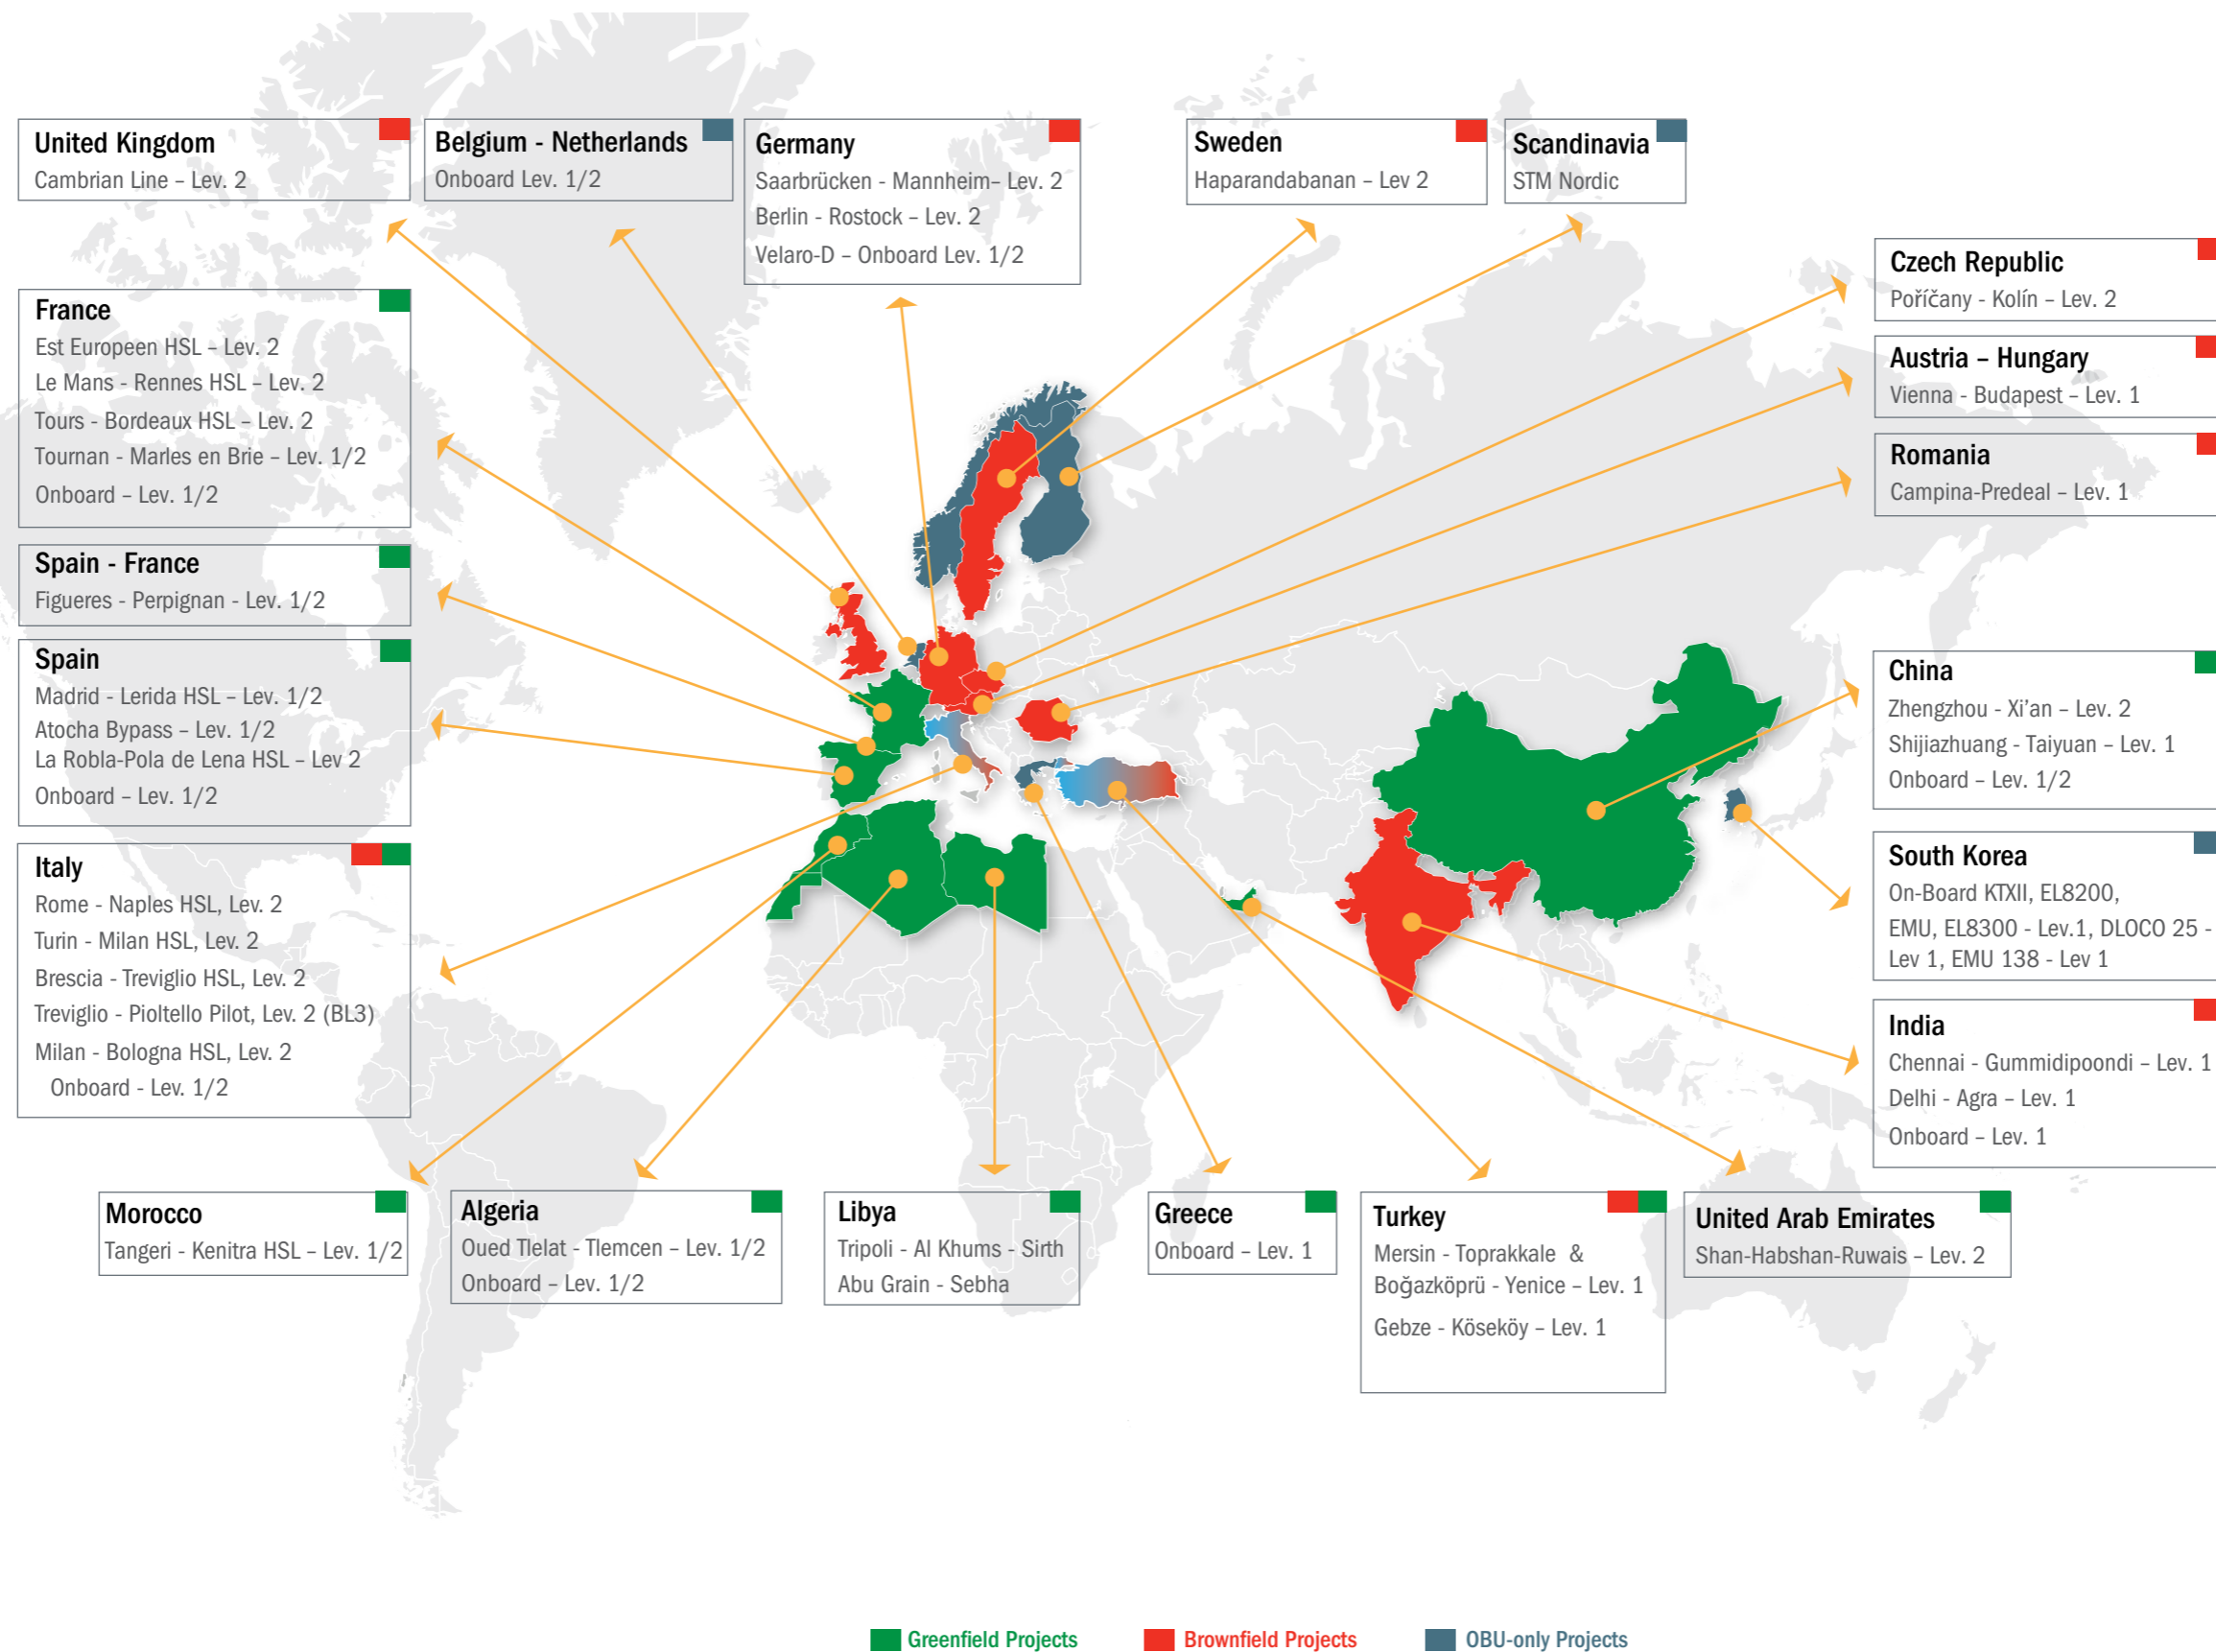 United Kingdom
Cambrian Line – Lev. 2
Belgium - Netherlands
Onboard Lev. 1/2
Germany
Saarbrücken - Mannheim– Lev. 2
Berlin - Rostock – Lev. 2
Velaro-D – Onboard Lev. 1/2
Sweden
Haparandabanan – Lev 2
Scandinavia
STM Nordic
Czech Republic
Poříčany - Kolín – Lev. 2
Austria – Hungary
Vienna - Budapest – Lev. 1
Romania
Campina-Predeal – Lev. 1
France
Est Europeen HSL – Lev. 2
Le Mans - Rennes HSL – Lev. 2
Tours - Bordeaux HSL – Lev. 2
Tournan - Marles en Brie – Lev. 1/2
Onboard – Lev. 1/2
Spain - France
Figueres - Perpignan - Lev. 1/2
Spain
Madrid - Lerida HSL – Lev. 1/2
Atocha Bypass – Lev. 1/2
La Robla-Pola de Lena HSL – Lev 2
Onboard – Lev. 1/2
Italy
Rome - Naples HSL, Lev. 2
Turin - Milan HSL, Lev. 2
Brescia - Treviglio HSL, Lev. 2
Treviglio - Pioltello Pilot, Lev. 2 (BL3)
Milan - Bologna HSL, Lev. 2
Onboard - Lev. 1/2
China
Zhengzhou - Xi’an – Lev. 2
Shijiazhuang - Taiyuan – Lev. 1
Onboard – Lev. 1/2
South Korea
On-Board KTXII, EL8200,
EMU, EL8300 - Lev.1, DLOCO 25 -
Lev 1, EMU 138 - Lev 1
India
Chennai - Gummidipoondi – Lev. 1
Delhi - Agra – Lev. 1
Onboard – Lev. 1
Morocco
Tangeri - Kenitra HSL – Lev. 1/2
Algeria
Oued Tlelat - Tlemcen – Lev. 1/2
Onboard – Lev. 1/2
Libya
Tripoli - Al Khums - Sirth
Abu Grain - Sebha
Greece
Onboard – Lev. 1
Turkey
Mersin - Toprakkale &
Boğazköprü - Yenice – Lev. 1
Gebze - Köseköy – Lev. 1
United Arab Emirates
Shan-Habshan-Ruwais – Lev. 2
Greenfield Projects
Brownfield Projects
OBU-only Projects